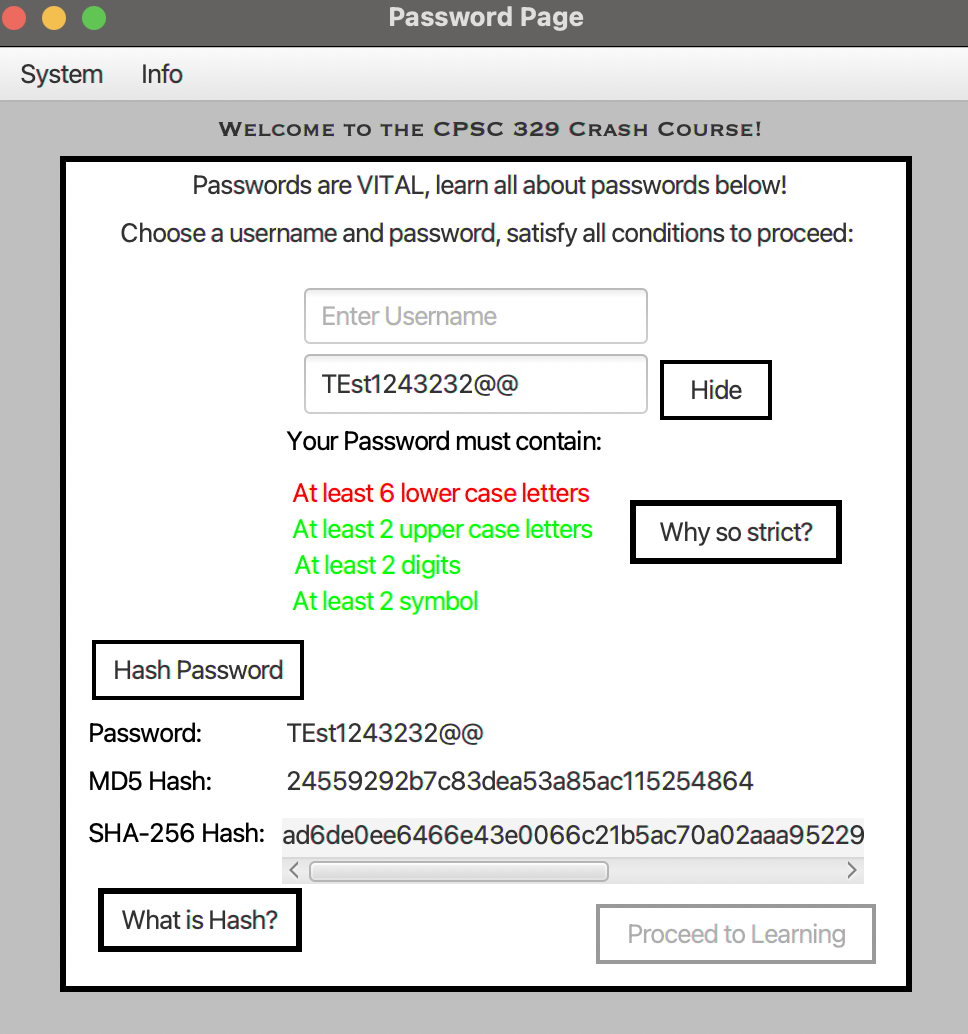 Password Page
System Info
WELCOME TO THE CPSC 329 CRASH COURSE!
Passwords are VITAL, learn all about passwords below!
Choose a username and password, satisfy all conditions to proceed:
Enter Username
TEst1243232@@
Hide
Your Password must contain:
At least 6 lower case letters
At least 2 upper case letters
Why so strict?
At least 2 digits
At least 2 symbol
Hash Password
Password: TEst1243232@@
MD5 Hash: 24559292b7c83dea53a85ac115254864
SHA-256 Hash: ad6de0ee6466e43e0066c21b5ac70a02aaa95229
What is Hash?
Proceed to Learning